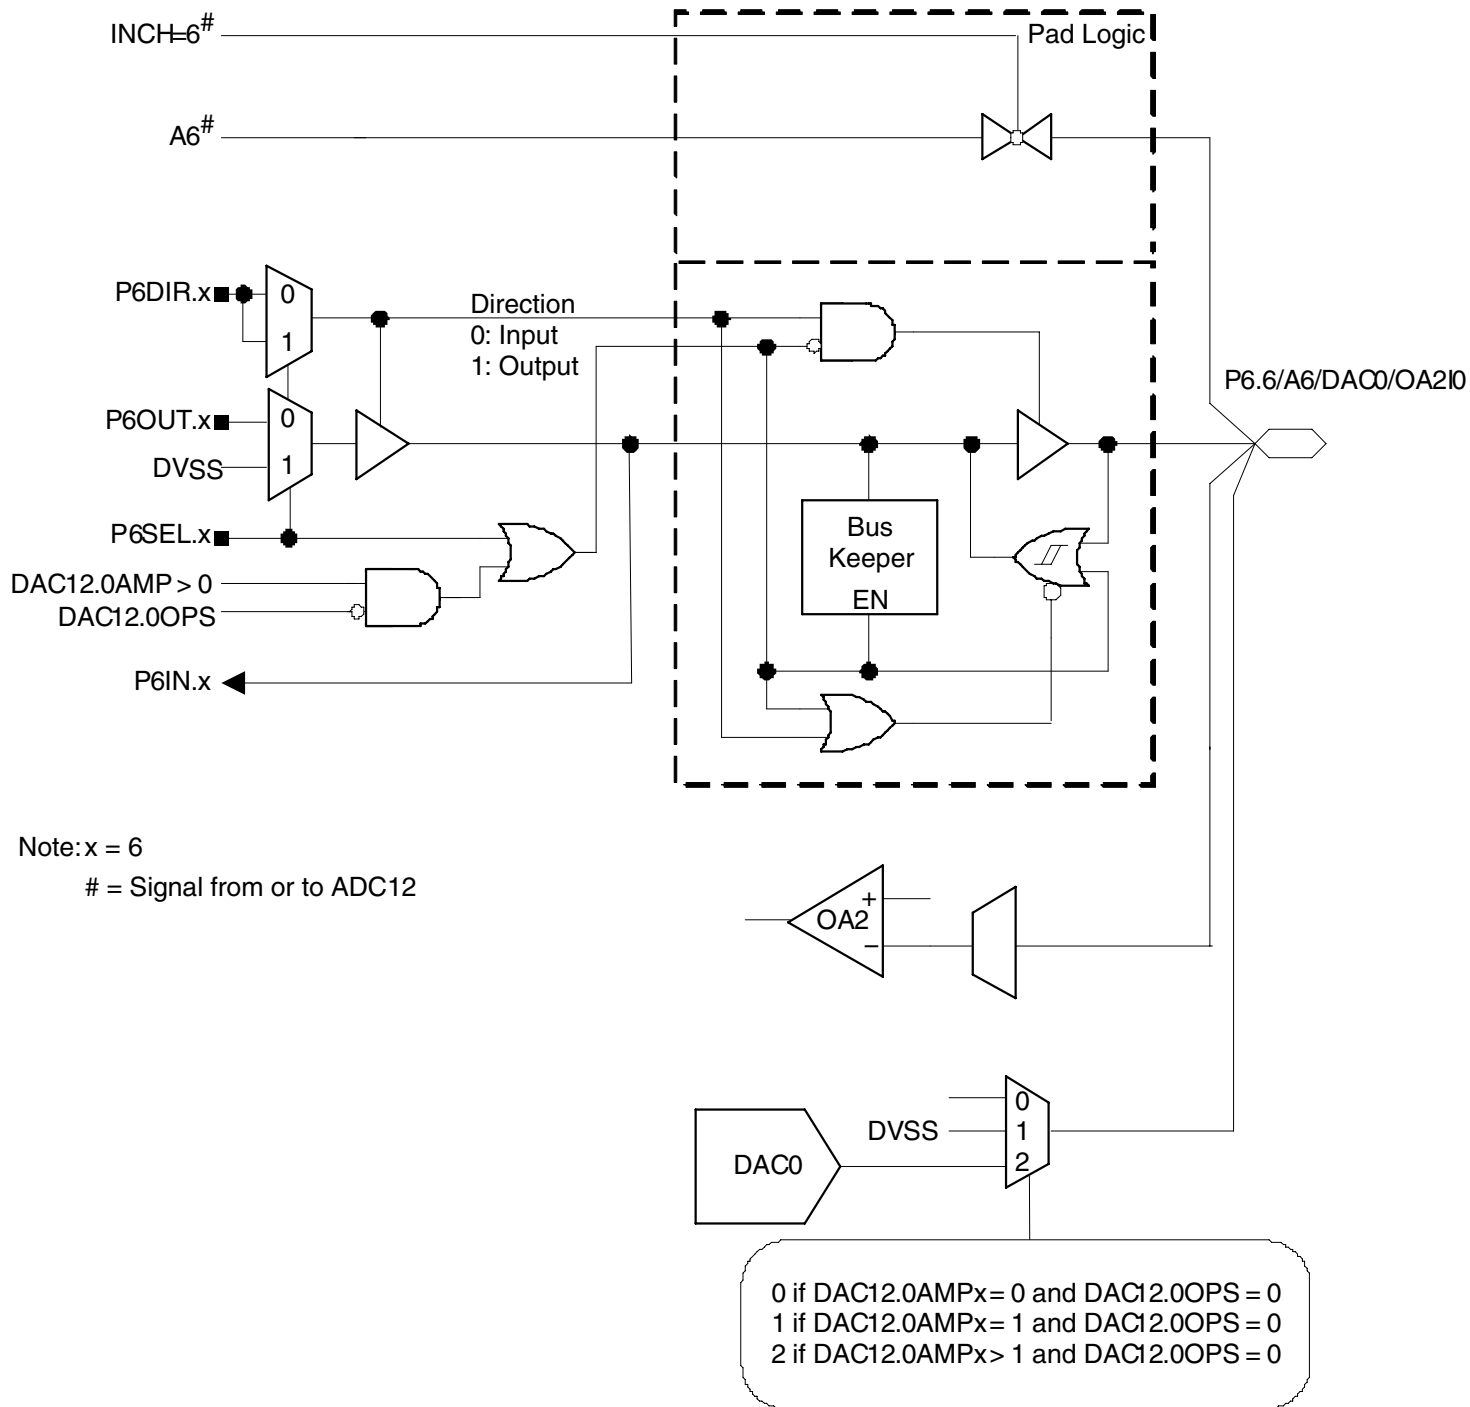 INCH=6#
Pad Logic
A6#
P6DIR.x
0
1
Direction
0: Input
1: Output
P6.6/A6/DAC0/OA2I0
P6OUT.x
0
DVSS
1
P6SEL.x
Bus
Keeper
EN
DAC12.0AMP > 0
DAC12.0OPS
P6IN.x
Note: x = 6
# = Signal from or to ADC12
+
OA2
−
0
DVSS
1
DAC0
2
0 if DAC12.0AMPx = 0 and DAC12.0OPS = 0
1 if DAC12.0AMPx = 1 and DAC12.0OPS = 0
2 if DAC12.0AMPx > 1 and DAC12.0OPS = 0